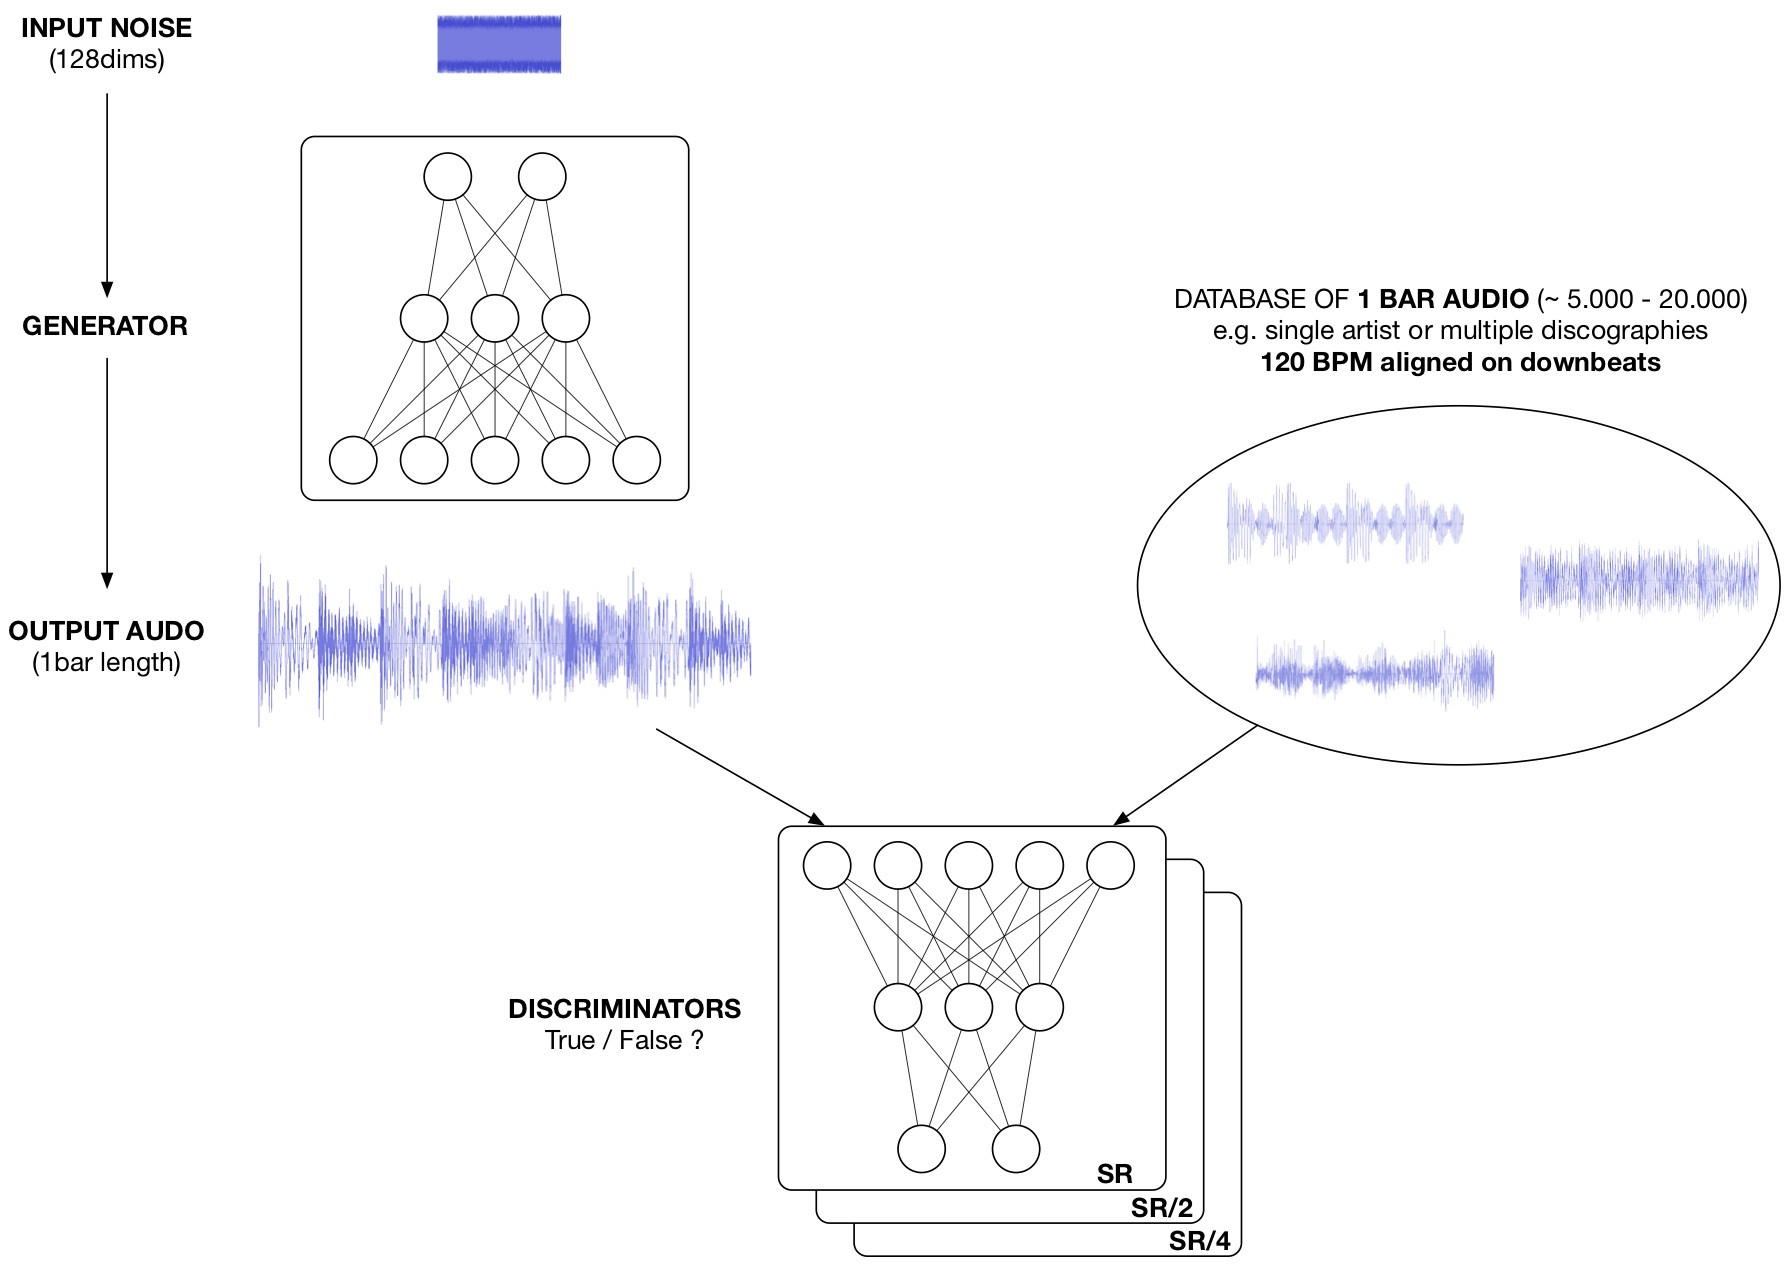 INPUT NOISE
(128dims)
GENERATOR
OUTPUT AUDO
(1bar length)
DATABASE OF 1 BAR AUDIO (~ 5.000 - 20.000)
e.g. single artist or multiple discographies
120 BPM aligned on downbeats
DISCRIMINATORS
True / False ?
SR
SR/2
SR/4